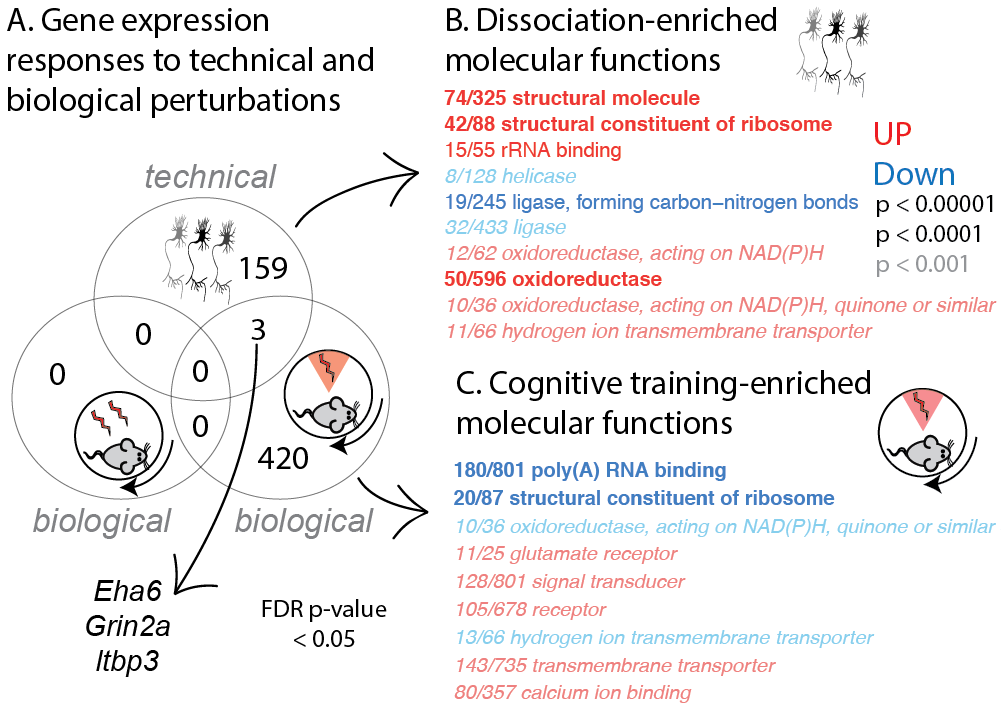 A. Gene expression
responses to technical and
biological perturbations
technical
159
0
3
0
0
0
420
biological
biological
Eha6
Grin2a
Itbp3
FDR p-value
< 0.05
B. Dissociation-enriched
molecular functions
74/325 structural molecule
42/88 structural constituent of ribosome
15/55 rRNA binding
8/128 helicase
19/245 ligase, forming carbon−nitrogen bonds
32/433 ligase
12/62 oxidoreductase, acting on NAD(P)H
50/596 oxidoreductase
10/36 oxidoreductase, acting on NAD(P)H, quinone or similar
11/66 hydrogen ion transmembrane transporter
UP
Down
p < 0.00001
p < 0.0001
p < 0.001
C. Cognitive training-enriched
molecular functions
180/801 poly(A) RNA binding
20/87 structural constituent of ribosome
10/36 oxidoreductase, acting on NAD(P)H, quinone or similar
11/25 glutamate receptor
128/801 signal transducer
105/678 receptor
13/66 hydrogen ion transmembrane transporter
143/735 transmembrane transporter
80/357 calcium ion binding